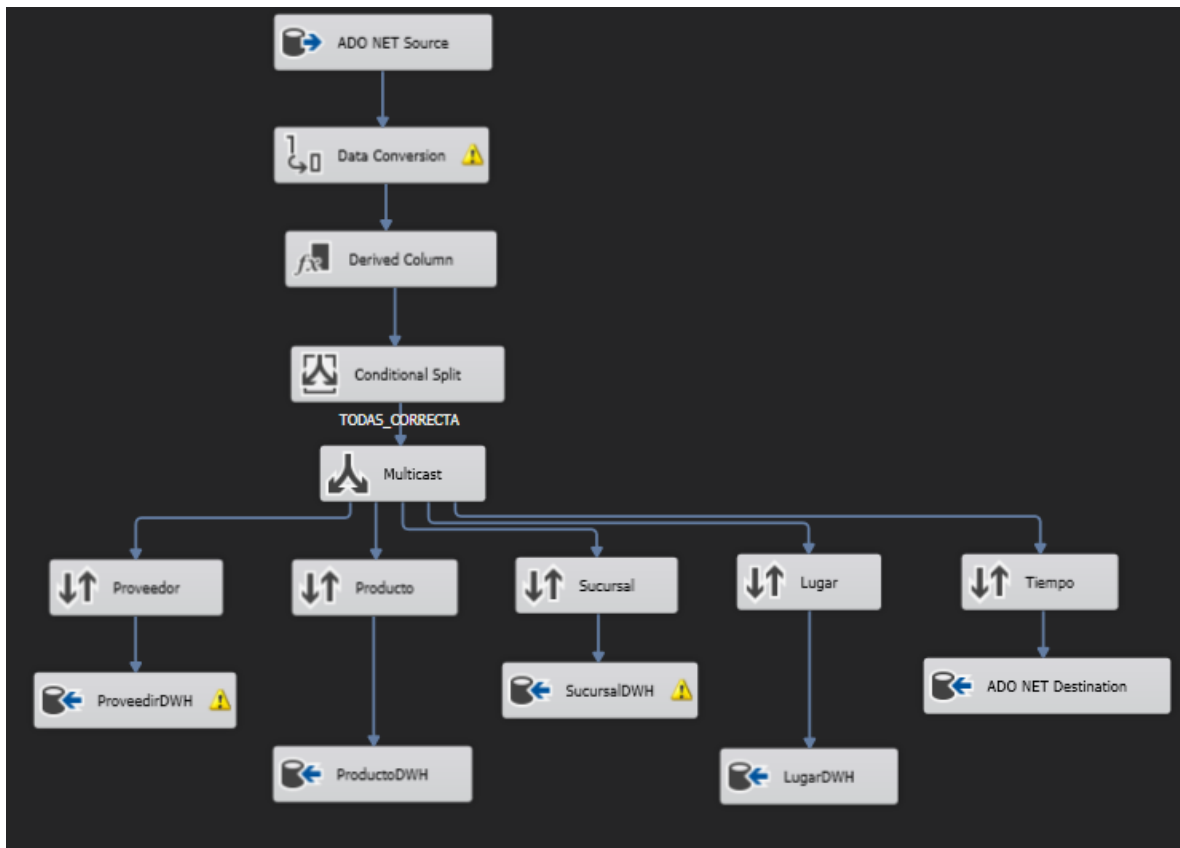 ADO NET Source
Data Conversion
Derived Column
Conditional Split
TODAS_CORRECTA
Multicast
Proveedor
Producto
Sucursal
Lugar
Tiempo
ProveedirDWH
SucursalDWH
ADO NET Destination
ProductoDWH
LugarDWH